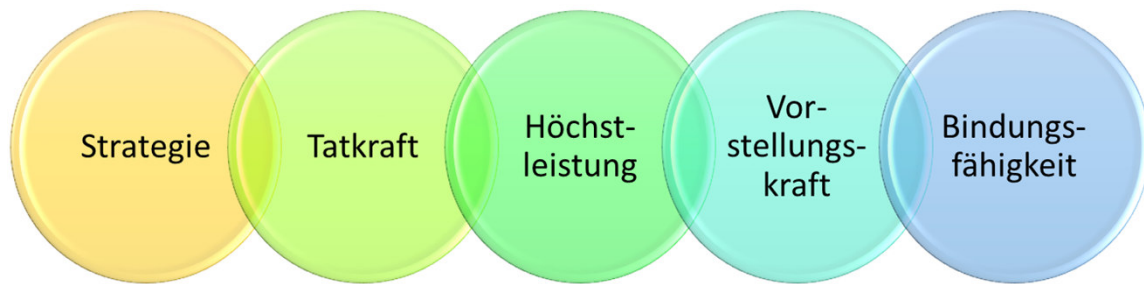 Strategie
Tatkraft
Höchst-
leistung
Vor-
stellungs-
kraft
Bindungs-
fähigkeit